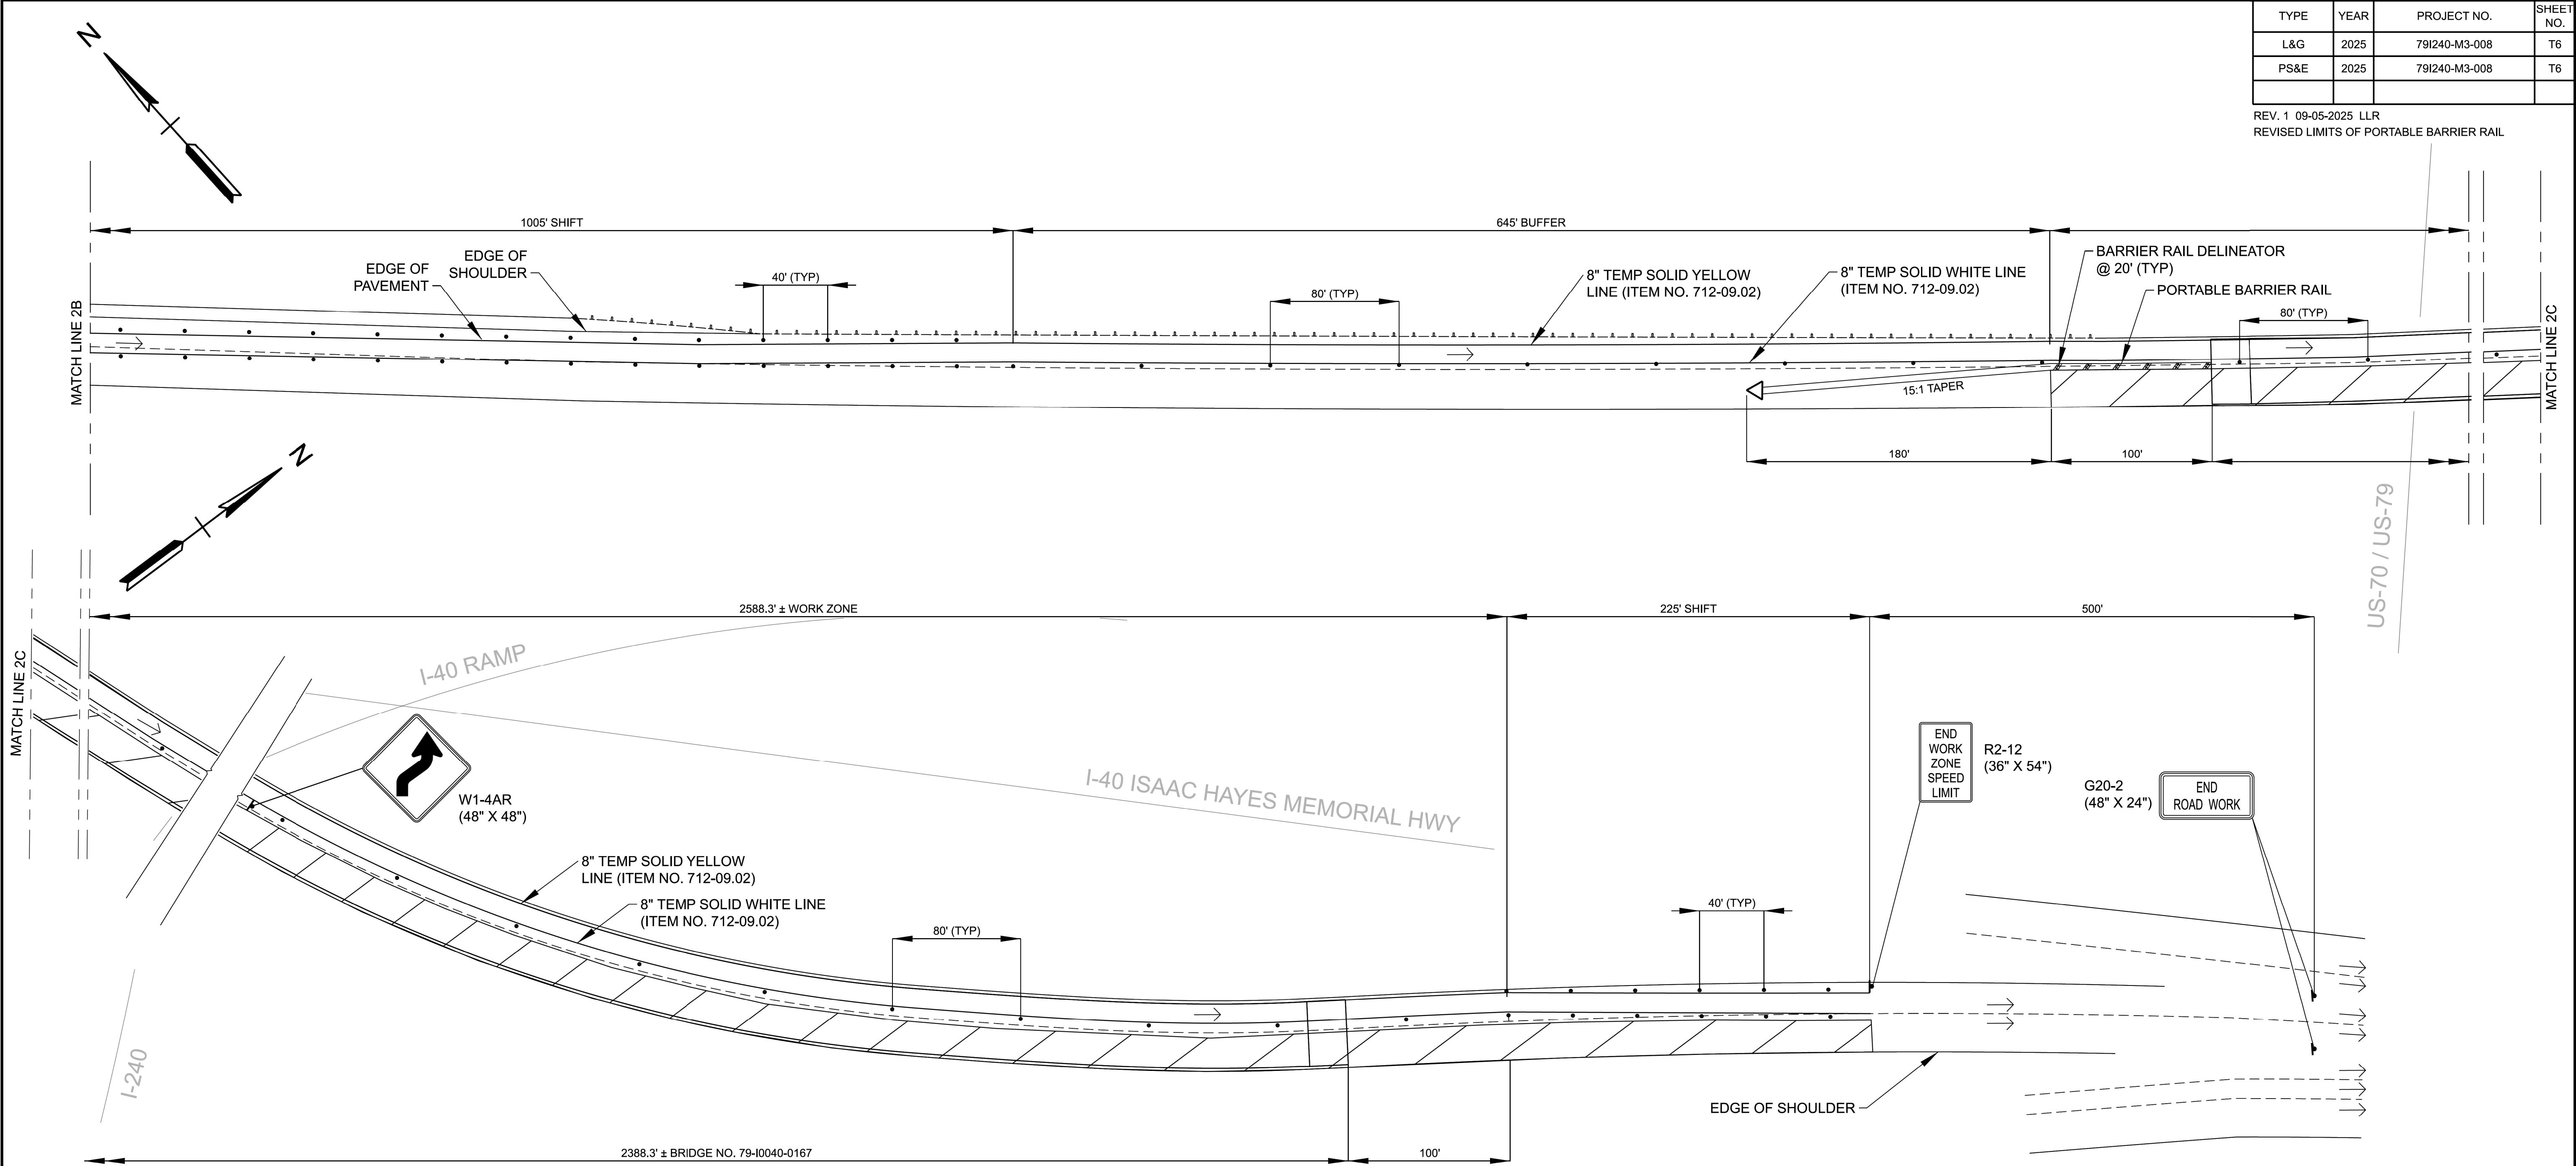 TYPE YEAR PROJECT NO. SHEET NO.
L&G 2025 79I240-M3-008 T6
PS&E 2025 79I240-M3-008 T6
REV. 1 09-05-2025 LLR
REVISED LIMITS OF PORTABLE BARRIER RAIL
N
1005' SHIFT
645' BUFFER
EDGE OF
PAVEMENT
EDGE OF
SHOULDER
40' (TYP)
80' (TYP)
8" TEMP SOLID YELLOW
LINE (ITEM NO. 712-09.02)
8" TEMP SOLID WHITE LINE
(ITEM NO. 712-09.02)
BARRIER RAIL DELINEATOR
@ 20' (TYP)
PORTABLE BARRIER RAIL
80' (TYP)
MATCH LINE 2B
MATCH LINE 2C
15:1 TAPER
180'
100'
US-70 / US-79
N
2588.3' ± WORK ZONE
225' SHIFT
500'
MATCH LINE 2C
I-40 RAMP
W1-4AR
(48" X 48")
I-40 ISAAC HAYES MEMORIAL HWY
END
WORK
ZONE
SPEED
LIMIT
R2-12
(36" X 54")
G20-2
(48" X 24")
END
ROAD WORK
8" TEMP SOLID YELLOW
LINE (ITEM NO. 712-09.02)
8" TEMP SOLID WHITE LINE
(ITEM NO. 712-09.02)
80' (TYP)
40' (TYP)
I-240
EDGE OF SHOULDER
2388.3' ± BRIDGE NO. 79-I0040-0167
100'